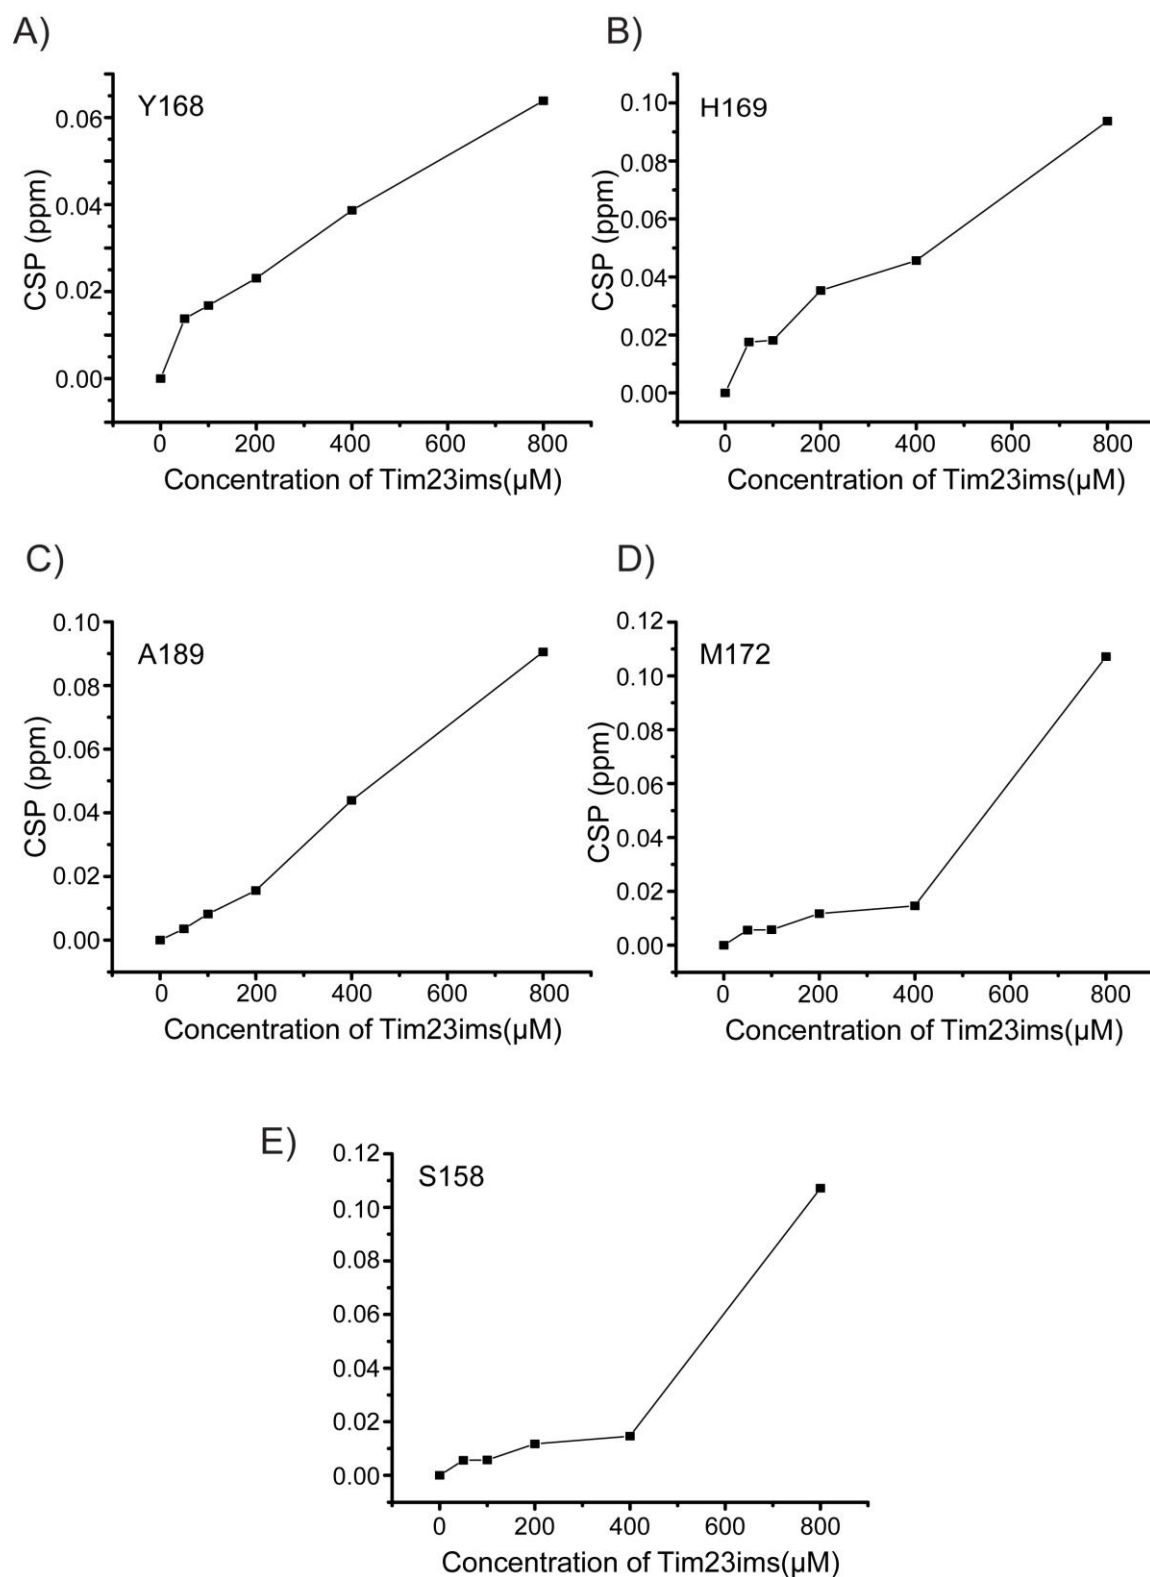 A)
Y168
CSP (ppm)
0.06
0.04
0.02
0.00
0 200 400 600 800
Concentration of Tim23ims(µM)
B)
H169
CSP (ppm)
0.10
0.08
0.06
0.04
0.02
0.00
0 200 400 600 800
Concentration of Tim23ims(µM)
C)
A189
CSP (ppm)
0.10
0.08
0.06
0.04
0.02
0.00
0 200 400 600 800
Concentration of Tim23ims(µM)
D)
M172
CSP (ppm)
0.12
0.10
0.08
0.06
0.04
0.02
0.00
0 200 400 600 800
Concentration of Tim23ims(µM)
E)
S158
0.12
0.10
0.08
0.06
0.04
0.02
0.00
0 200 400 600 800
Concentration of Tim23ims(µM)